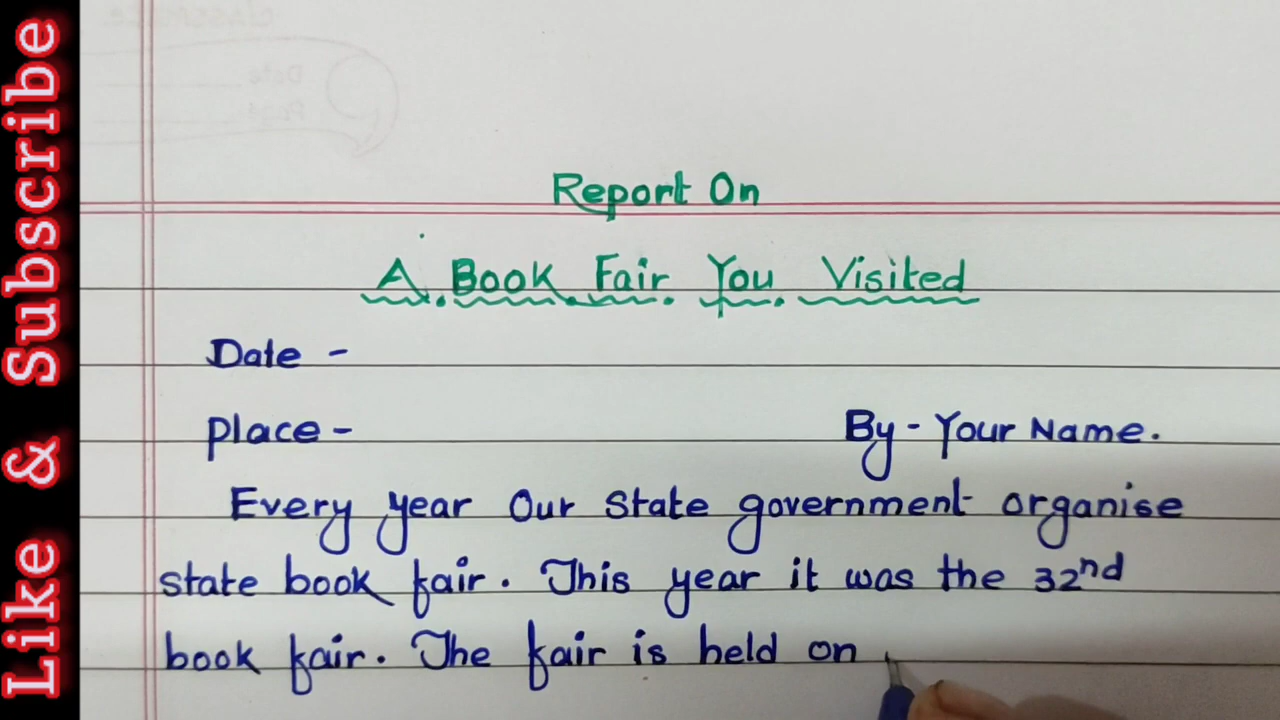 Like & Subscribe
Report On
A Book Fair You Visited
Date -
Place -
By - Your Name.
Every year Our State government organise
state book fair. This year it was the 32nd
book fair. The fair is held on